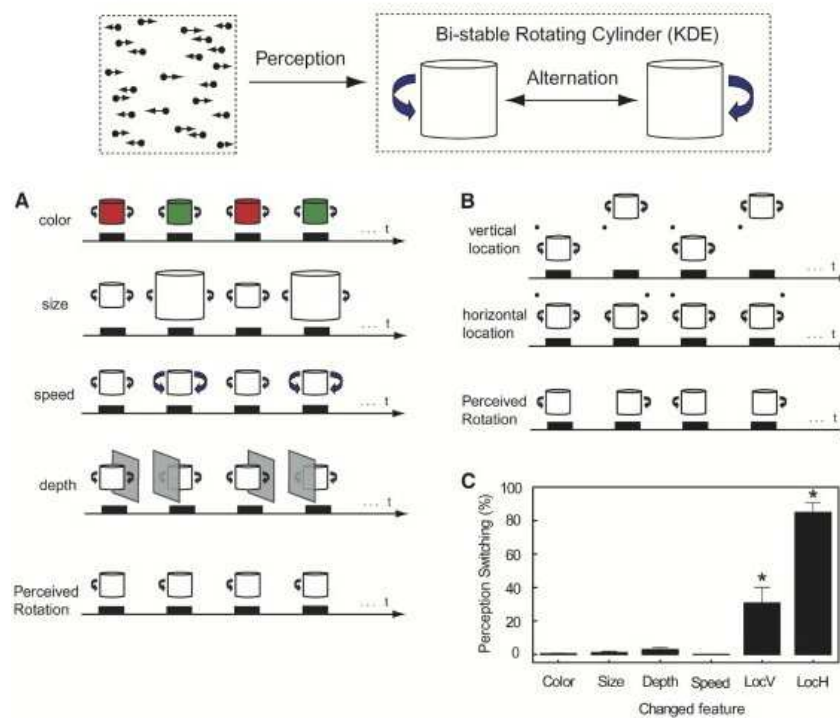 Bi-stable Rotating Cylinder (KDE)
Perception
Alternation
A
color
... t
size
... t
speed
... t
depth
... t
Perceived
Rotation
... t
B
vertical
location
... t
horizontal
location
... t
Perceived
Rotation
... t
C
Perception Switching (%)
100
80
60
40
20
0
* *
Color Size Depth Speed LocV LocH
Changed feature